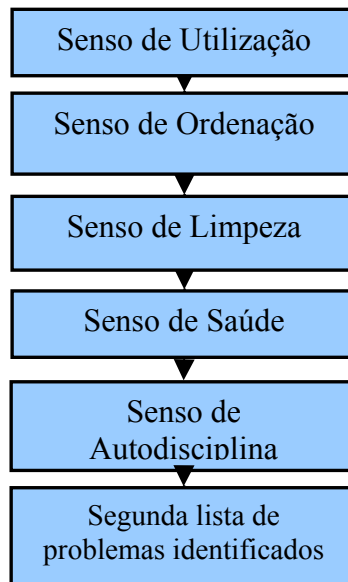 Senso de Utilização
Senso de Ordenação
Senso de Limpeza
Senso de Saúde
Senso de
Autodisciplina
Segunda lista de
problemas identificados